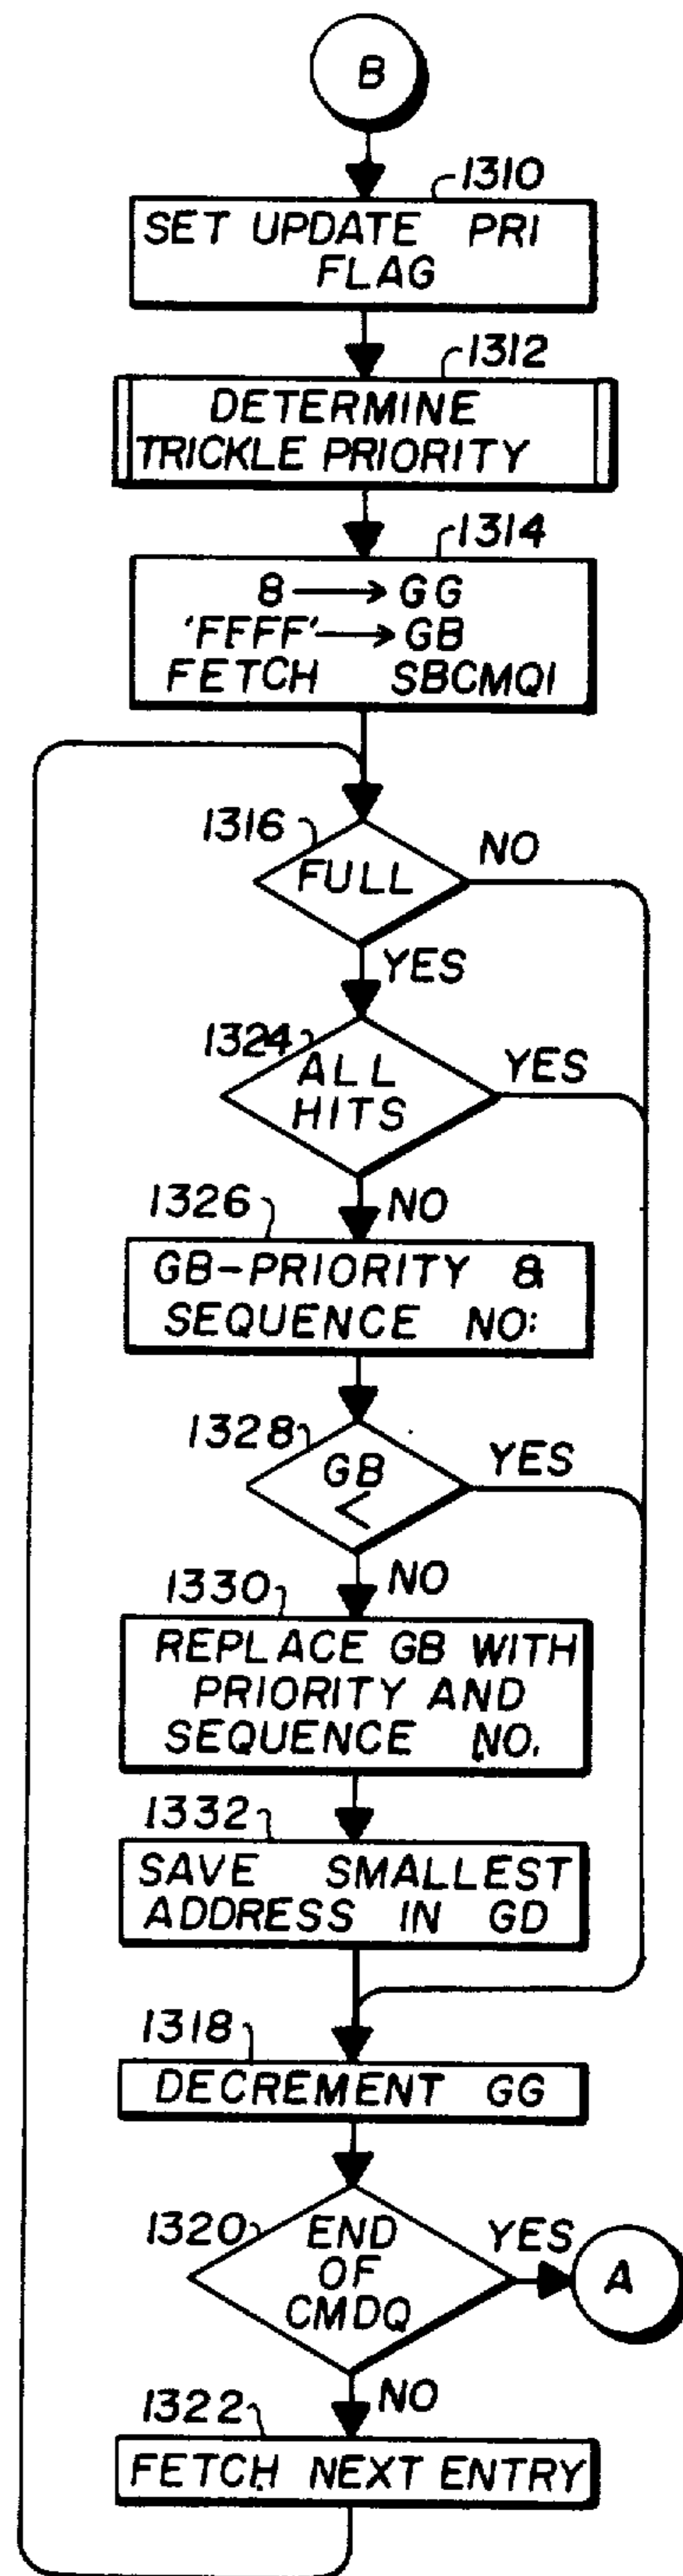 B
1310
SET UPDATE PRI
FLAG
1312
DETERMINE
TRICKLE PRIORITY
1314
8 → GG
'FFFF' → GB
FETCH SBCMQ1
1316
FULL
NO
YES
1324
ALL
HITS
YES
NO
1326
GB-PRIORITY &
SEQUENCE NO:
1328
GB
<
YES
NO
1330
REPLACE GB WITH
PRIORITY AND
SEQUENCE NO.
1332
SAVE SMALLEST
ADDRESS IN GD
1318
DECREMENT GG
1320
END
OF
CMDQ
YES
A
NO
1322
FETCH NEXT ENTRY